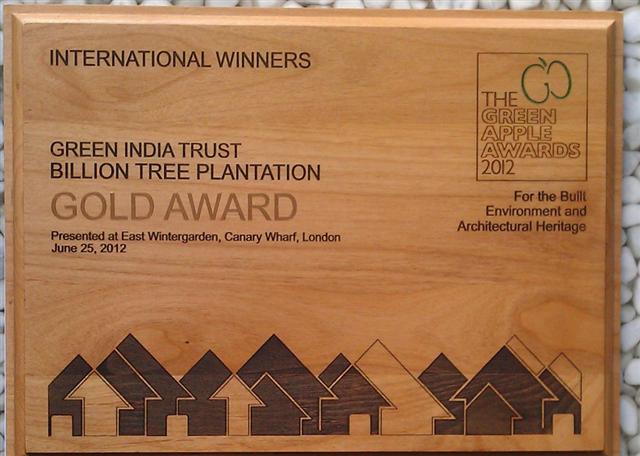 INTERNATIONAL WINNERS
THE
GREEN
APPLE
AWARDS
2012
GREEN INDIA TRUST
BILLION TREE PLANTATION
GOLD AWARD
Presented at East Wintergarden, Canary Wharf, London
June 25, 2012
For the Built
Environment and
Architectural Heritage